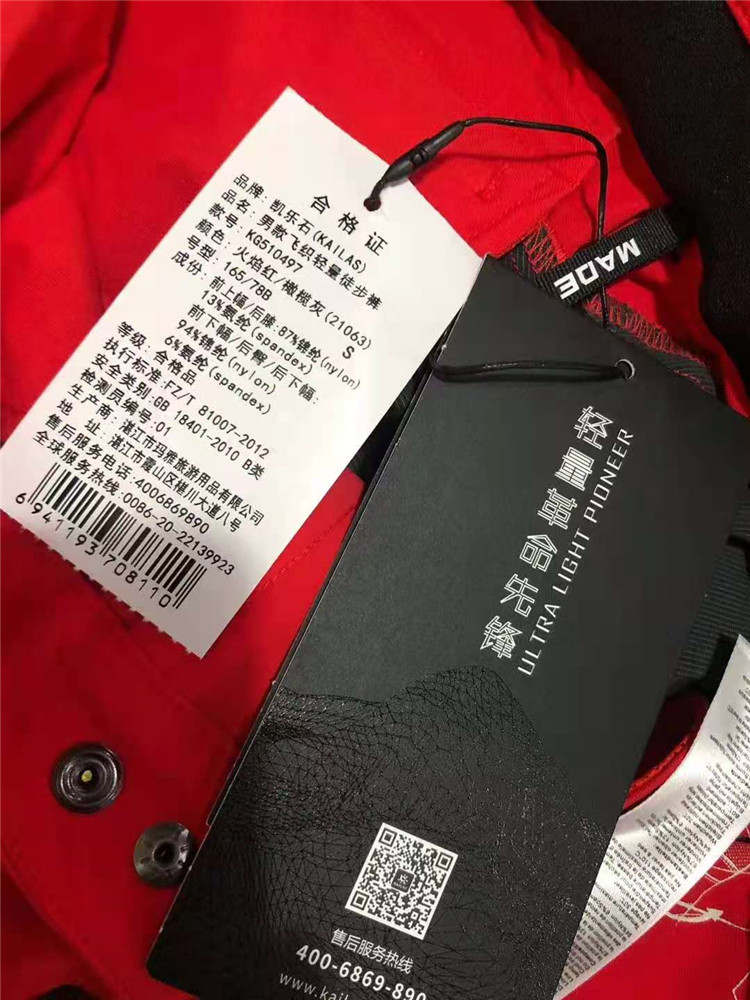 合格证
品牌:凯乐石(KAILAS)
品名:男款飞织轻量徒步裤
款号:KG510497
颜色:火焰红/橄榄灰(21063)
号型:165/78B S
成份:前上幅/后腰:87%锦纶(nylon)
13%氨纶(spandex)
前下幅/后臀/后下幅:
94%锦纶(nylon)
6%氨纶(spandex)
等级:合格品
执行标准:FZ/T 81007-2012
安全类别:GB 18401-2010 B类
检测员编号:01
生产商:湛江市玛雅旅游用品有限公司
地 址:湛江市霞山区椹川大道八号
售后服务电话:4006869890
全球服务热线:0086-20-22139923
6941193708110
MADE
轻量革命先锋
ULTRA LIGHT PIONEER
售后服务热线
400-6869-890
www.kail